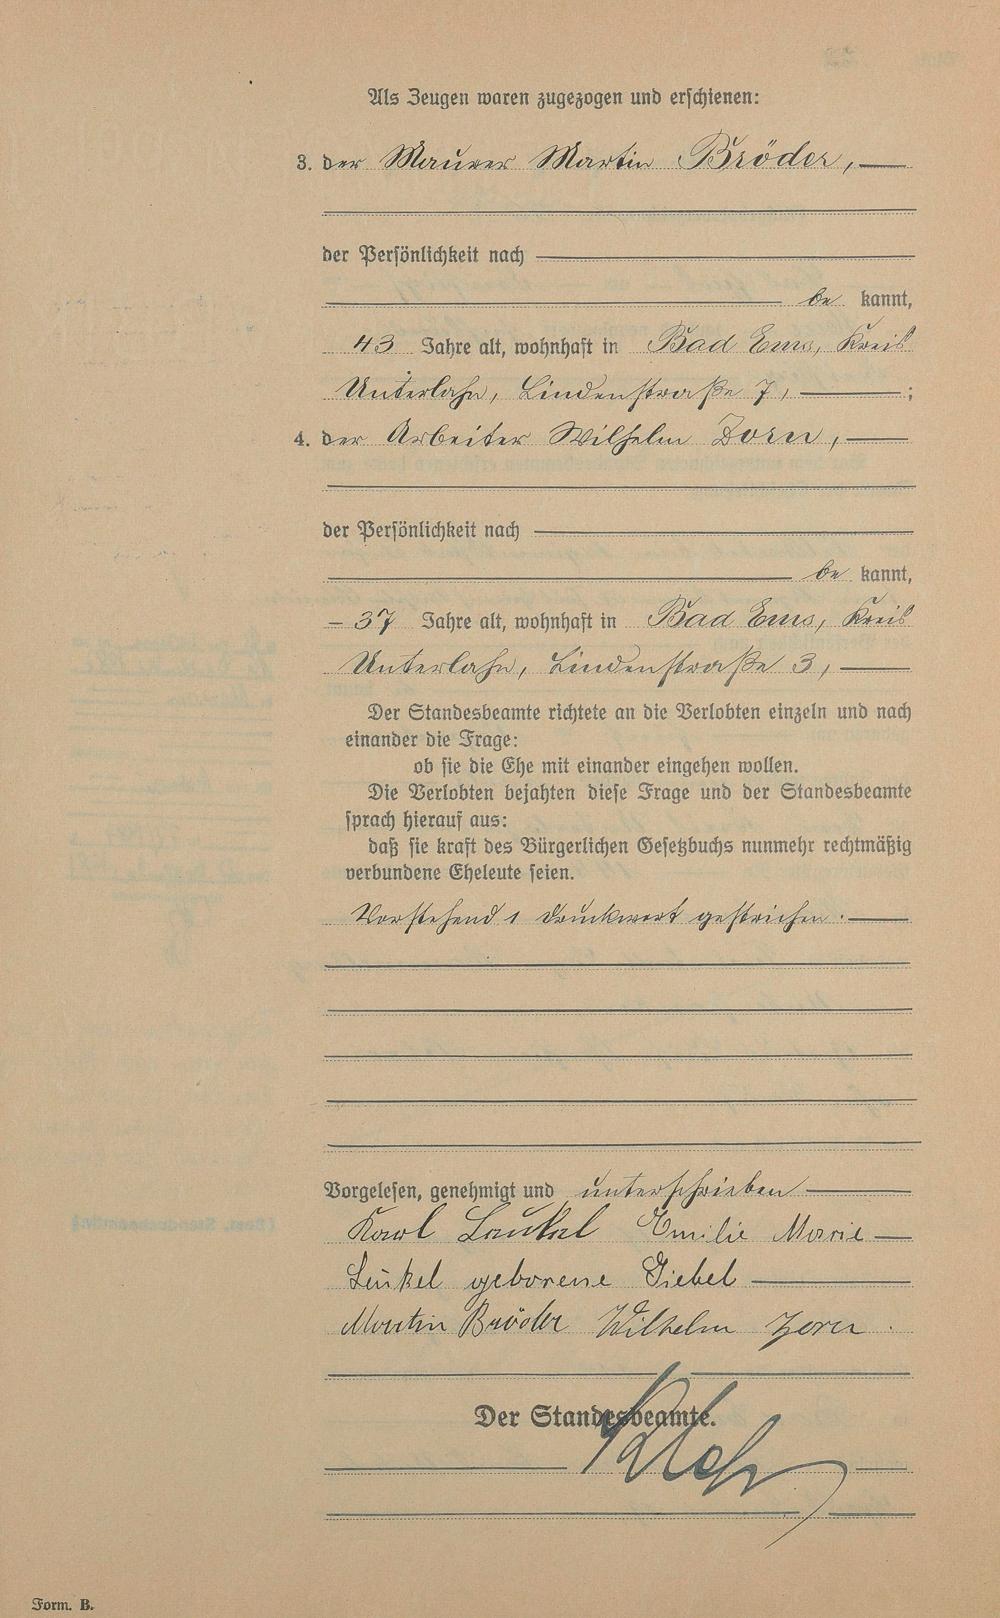 Als Zeugen waren zugezogen und erschienen:
3. der Maurer Martin Bröder,
der Persönlichkeit nach
be kannt,
43 Jahre alt, wohnhaft in Bad Ems, Kreis
Unterlahn, Lindenstraße 7, ;
4. der Arbeiter Wilhelm Zorn,
der Persönlichkeit nach
be kannt,
37 Jahre alt, wohnhaft in Bad Ems, Kreis
Unterlahn, Lindenstraße 3,
Der Standesbeamte richtete an die Verlobten einzeln und nach
einander die Frage:
ob sie die Ehe mit einander eingehen wollen.
Die Verlobten bejahten diese Frage und der Standesbeamte
sprach hierauf aus:
daß sie kraft des Bürgerlichen Gesetzbuchs nunmehr rechtmäßig
verbundene Eheleute seien.
Vorstehend 1 Druckwort gestrichen.
Vorgelesen, genehmigt und unterschrieben
Karl Emilie Marie
geborene Giebel
Martin Bröder Wilhelm Zorn.
Der Standesbeamte.
Form. B.